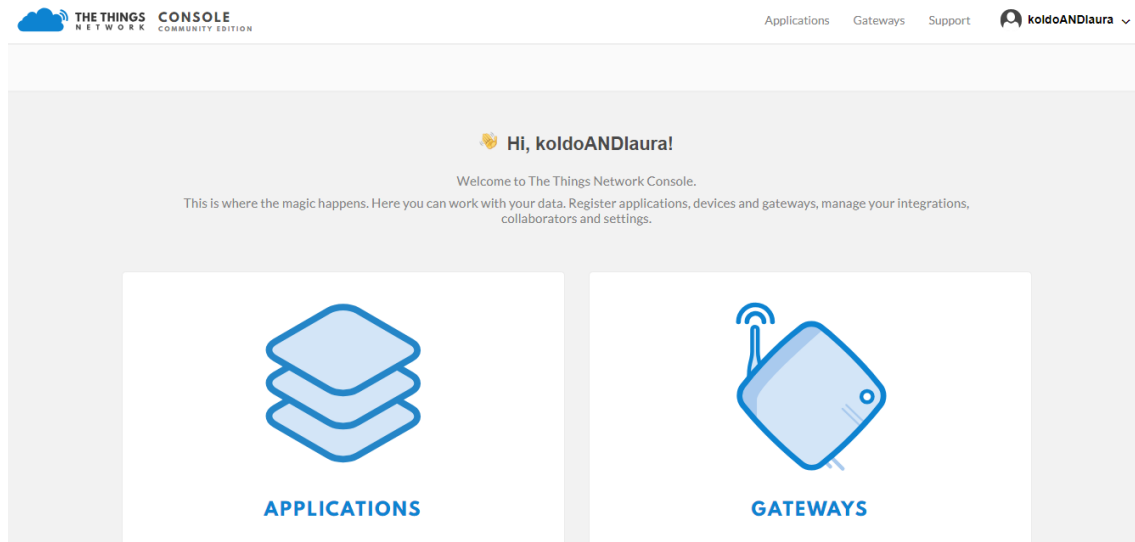 THE THINGS
NETWORK
CONSOLE
COMMUNITY EDITION
Applications Gateways Support koldoANDlaura
Hi, koldoANDlaura!
Welcome to The Things Network Console.
This is where the magic happens. Here you can work with your data. Register applications, devices and gateways, manage your integrations,
collaborators and settings.
APPLICATIONS
GATEWAYS